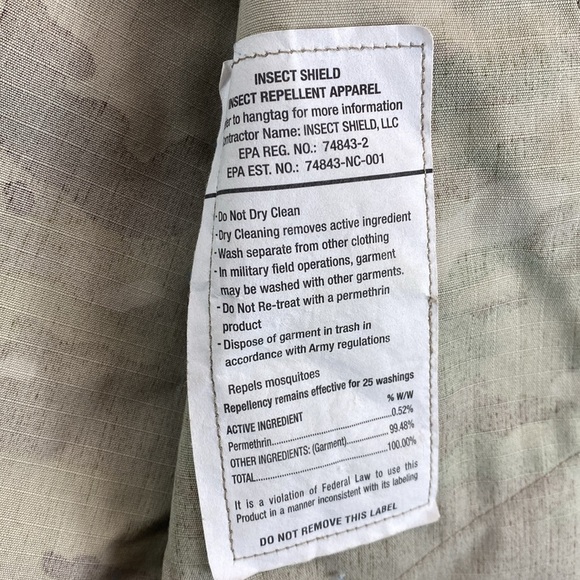 INSECT SHIELD
INSECT REPELLENT APPAREL
to hangtag for more information
Name: INSECT SHIELD, LLC
EPA REG. NO.: 74843-2
EPA EST. NO.: 74843-NC-001
-Do Not Dry Clean
-Dry Cleaning removes active ingredient
-Wash separate from other clothing
- In military field operations, garment
may be washed with other garments.
- Do Not Re-treat with a permethrin
product
- Dispose of garment in trash in
accordance with Army regulations
Repels mosquitoes
Repellency remains effective for 25 washings
ACTIVE INGREDIENT % W/W
Permethrin....................................0.52%
OTHER INGREDIENTS: (Garment)..........99.48%
TOTAL.......................................100.00%
It is a violation of Federal Law to use this
Product in a manner inconsistent with its labeling
DO NOT REMOVE THIS LABEL